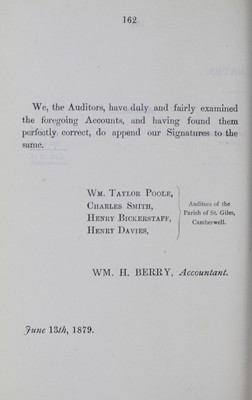 162
We, the Auditors, have duly and fairly examined
the foregoing Accounts, and having found them
perfectly correct, do append our Signatures to the
same.
WM. TAYLOR POOLE,
CHARLES SMITH,
HENRY BICKERSTAFF,
HENRY DAVIES,
Auditors of the
Parish of St. Giles,
Camberwell.
WM. H. BERRY, Accountant.
June 13th, 1879.